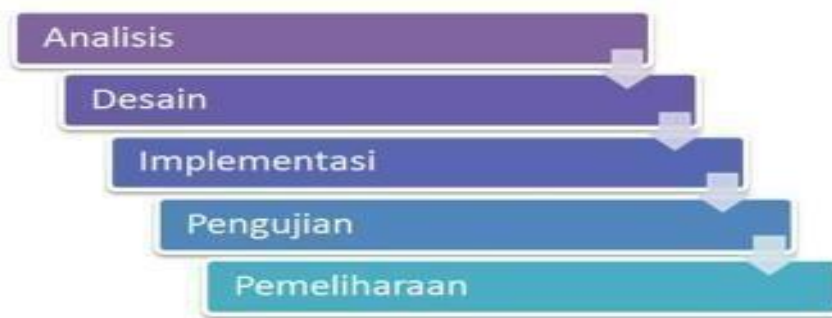 Analisis
Desain
Implementasi
Pengujian
Pemeliharaan